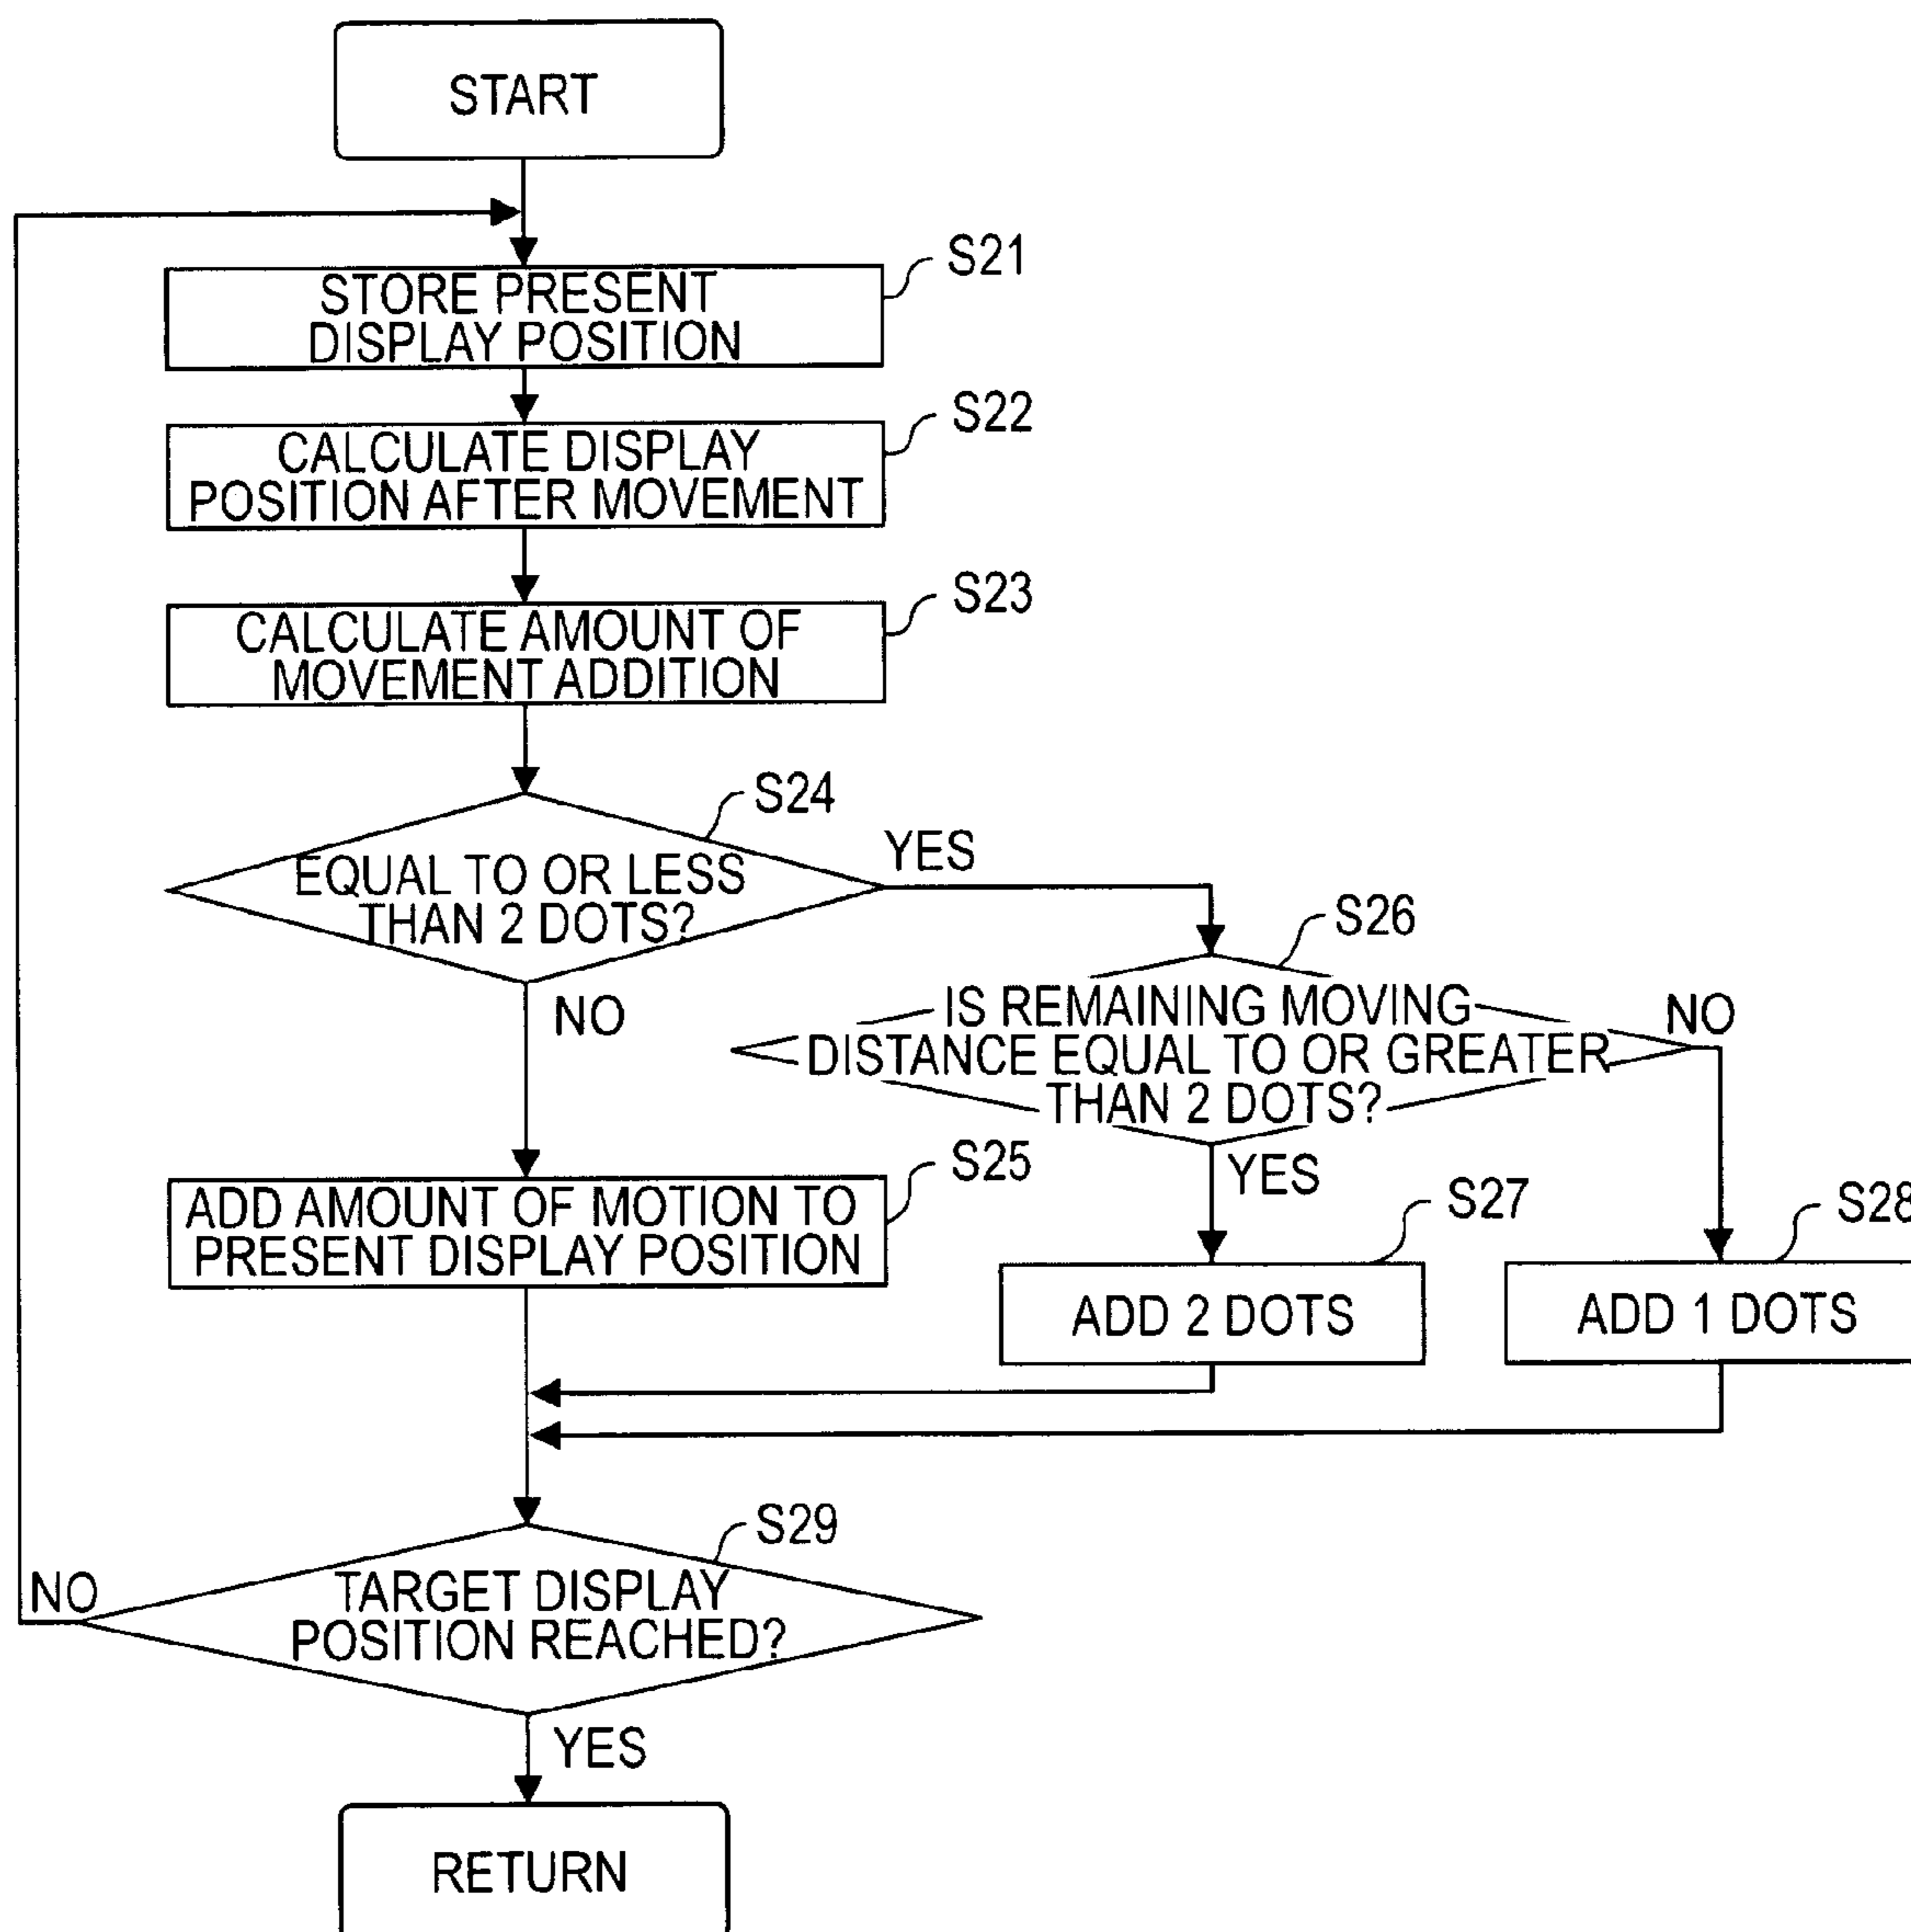 START
S21
STORE PRESENT
DISPLAY POSITION
S22
CALCULATE DISPLAY
POSITION AFTER MOVEMENT
S23
CALCULATE AMOUNT OF
MOVEMENT ADDITION
S24
EQUAL TO OR LESS
THAN 2 DOTS?
YES
NO
S26
IS REMAINING MOVING
DISTANCE EQUAL TO OR GREATER
THAN 2 DOTS?
NO
YES
S25
ADD AMOUNT OF MOTION TO
PRESENT DISPLAY POSITION
S27
ADD 2 DOTS
S28
ADD 1 DOTS
S29
TARGET DISPLAY
POSITION REACHED?
NO
YES
RETURN